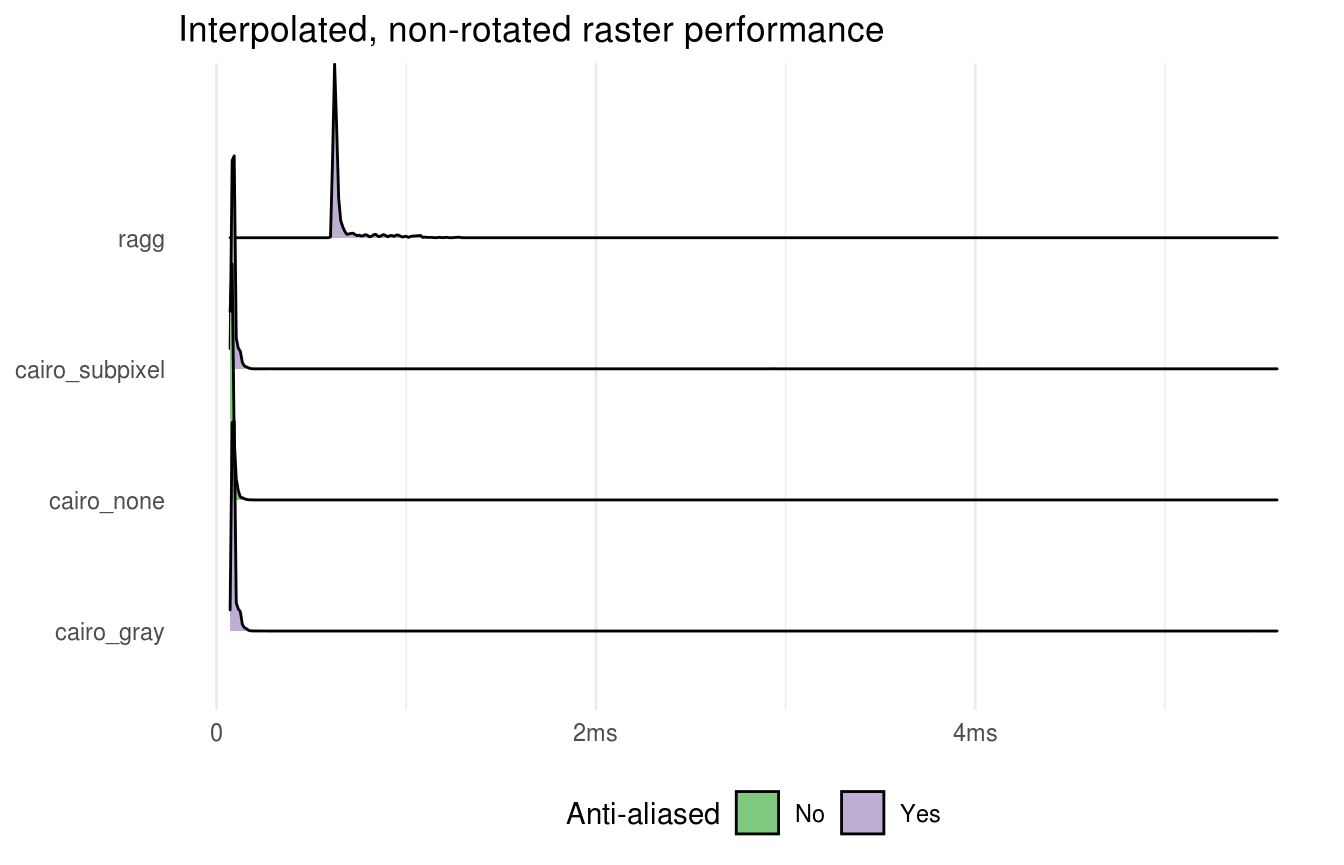 Interpolated, non-rotated raster performance
ragg
cairo_subpixel
cairo_none
cairo_gray
0 2ms 4ms
Anti-aliased No Yes